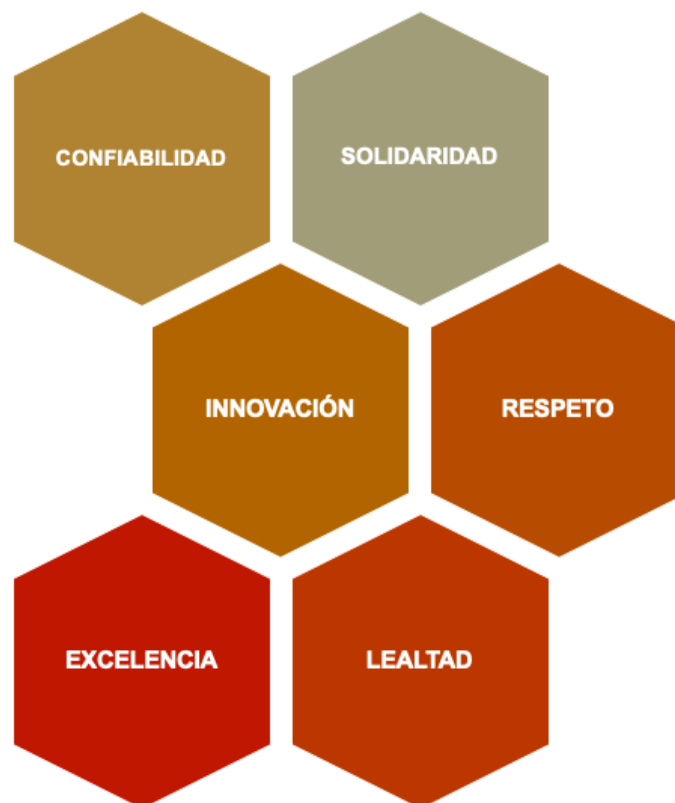 CONFIABILIDAD
SOLIDARIDAD
INNOVACIÓN
RESPETO
EXCELENCIA
LEALTAD